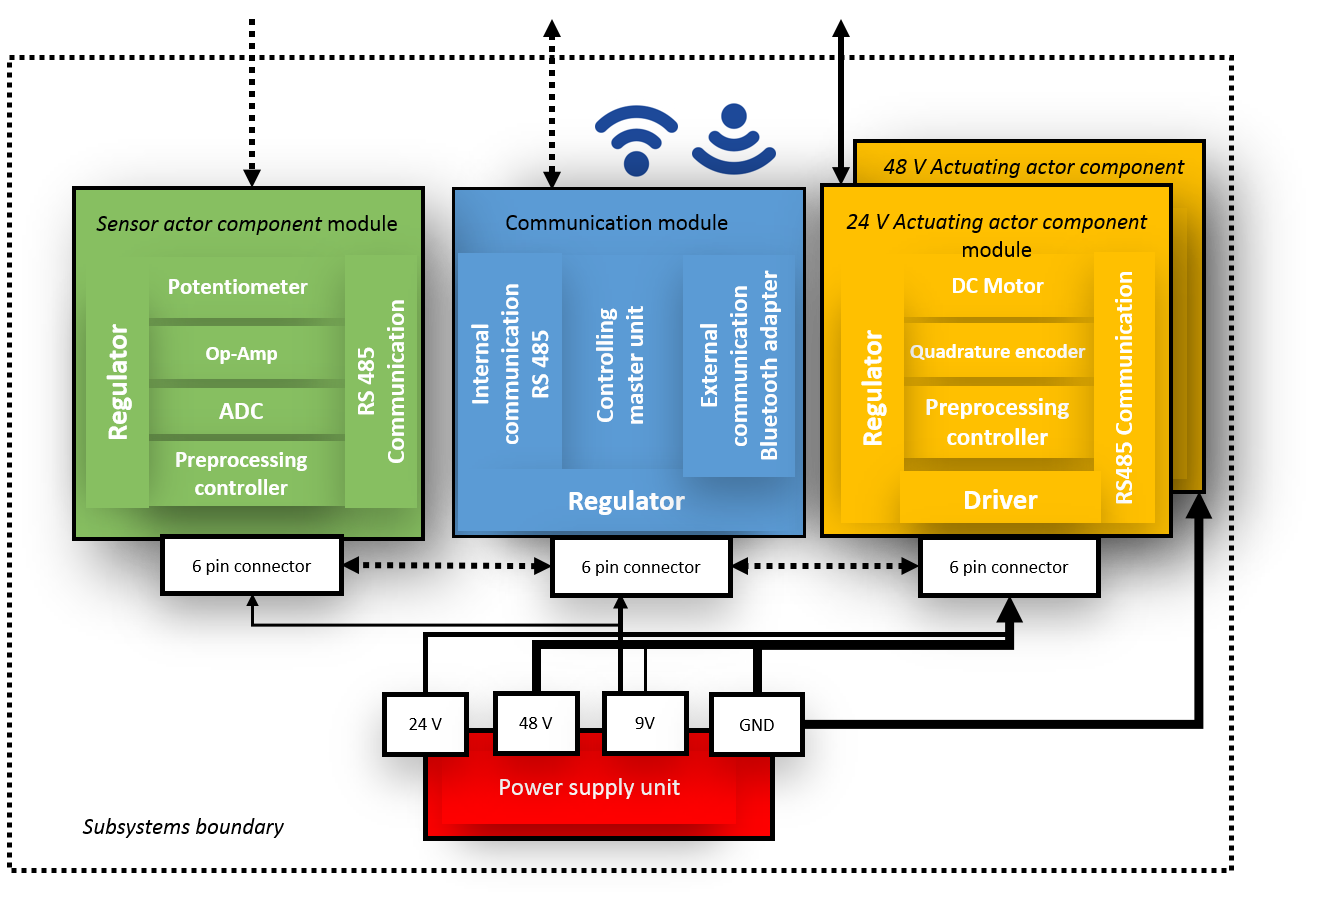 Sensor actor component module
Potentiometer
Op-Amp
ADC
Preprocessing
controller
Regulator
RS 485
Communication
6 pin connector
Communication module
Internal
communication
RS 485
Controlling
master unit
External
communication
Bluetooth adapter
Regulator
6 pin connector
48 V Actuating actor component
24 V Actuating actor component
module
DC Motor
Quadrature encoder
Preprocessing
controller
Driver
Regulator
RS485 Communication
6 pin connector
24 V
48 V
9V
GND
Power supply unit
Subsystems boundary